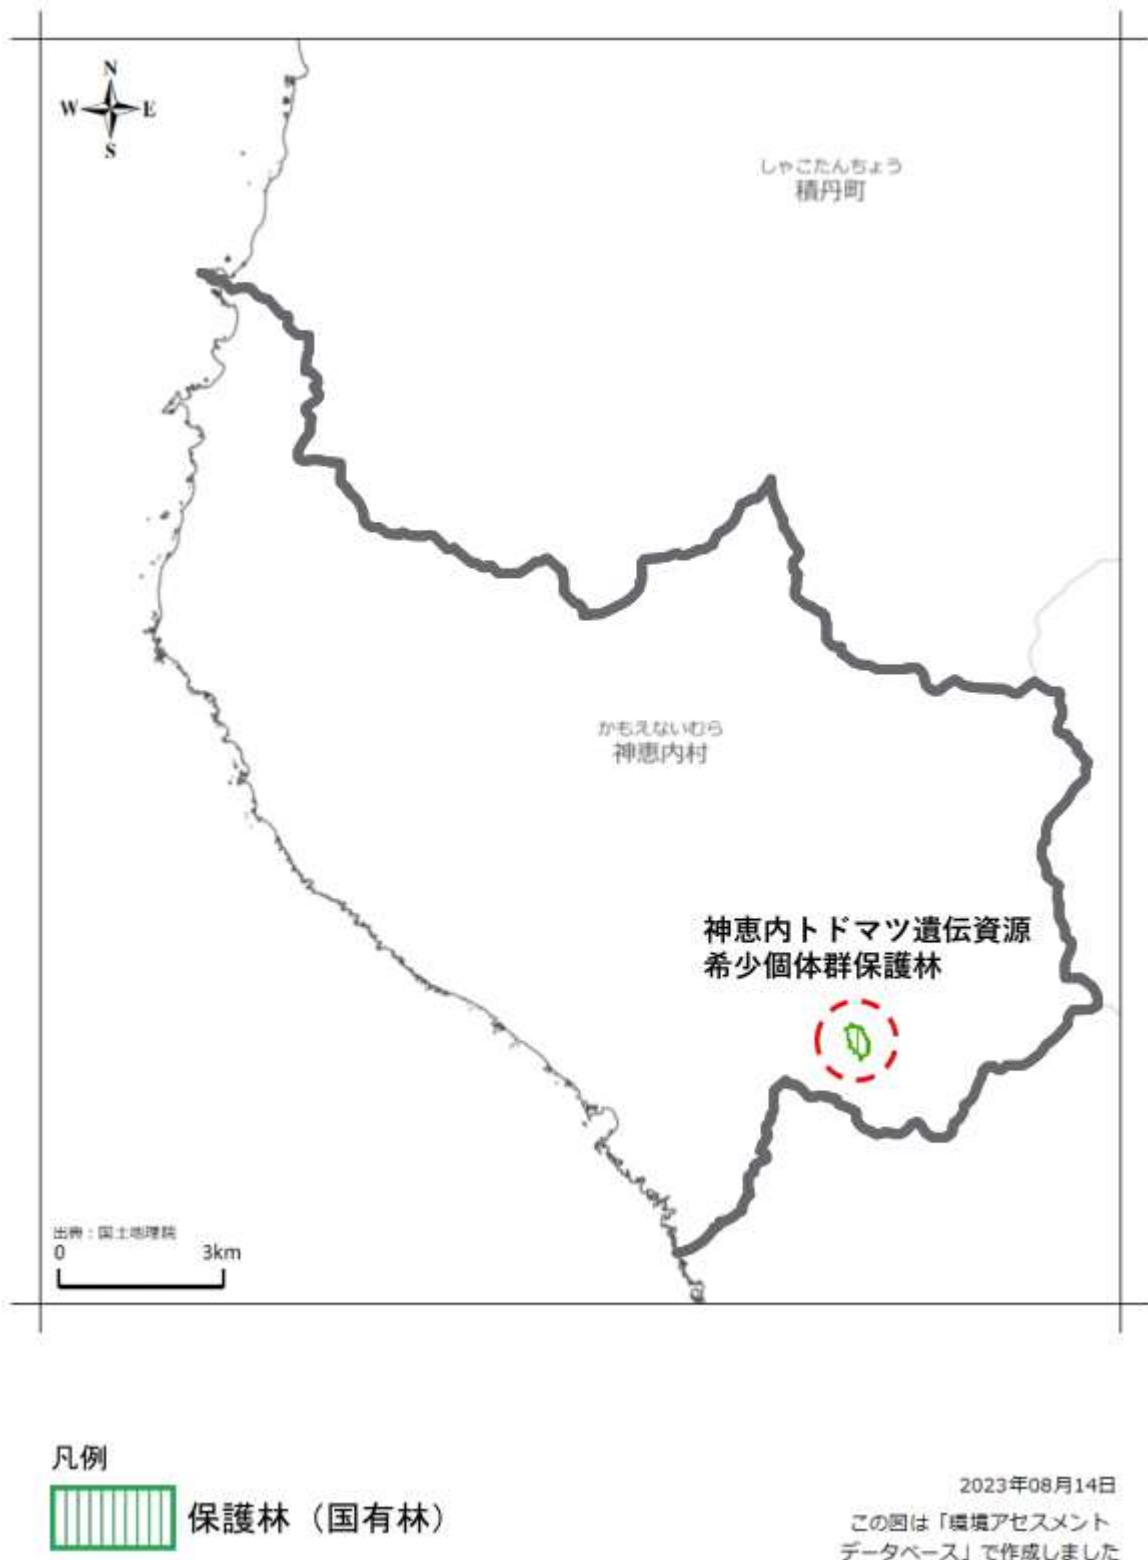 N
W E
S
しゃこたんちょう
積丹町
かもえないむら
神恵内村
神恵内トドマツ遺伝資源
希少個体群保護林
出典：国土地理院
0 3km
凡例
保護林（国有林）
2023年08月14日
この図は「環境アセスメント
データベース」で作成しました